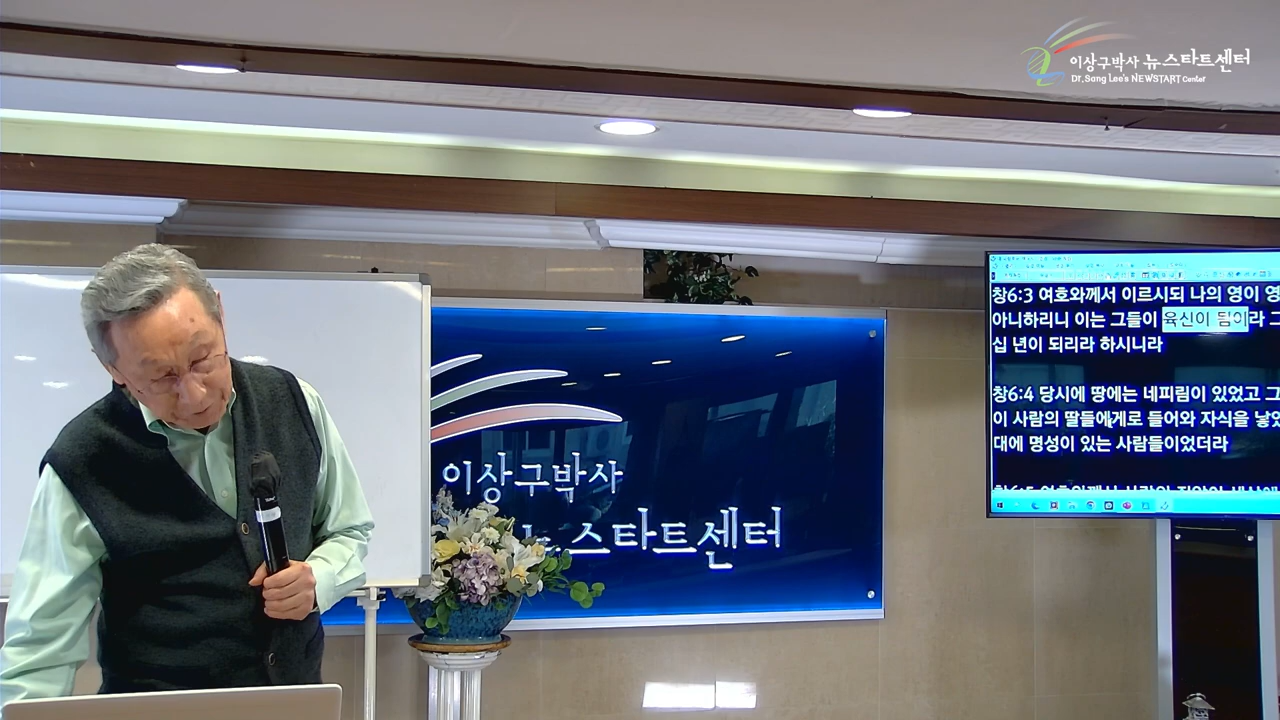 이상구박사 뉴스타트센터
Dr. Sang Lee's NEWSTART Center
창6:3 여호와께서 이르시되 나의 영이 영
아니하리니 이는 그들이 육신이 됨이라 그
십 년이 되리라 하시니라
창6:4 당시에 땅에는 네피림이 있었고 그
이 사람의 딸들에게로 들어와 자식을 낳았
대에 명성이 있는 사람들이었더라
이상구박사
뉴스타트센터